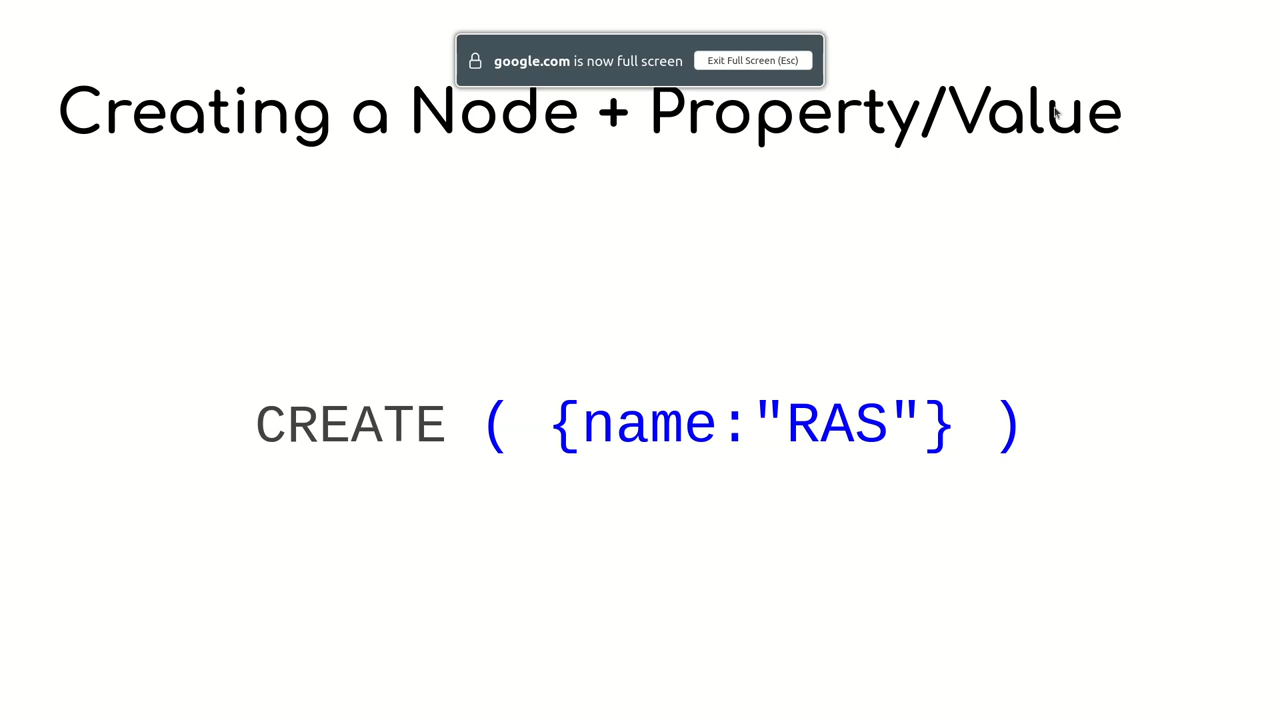 google.com is now full screen Exit Full Screen (Esc)
Creating a Node + Property/Value
CREATE ( {name:"RAS"} )